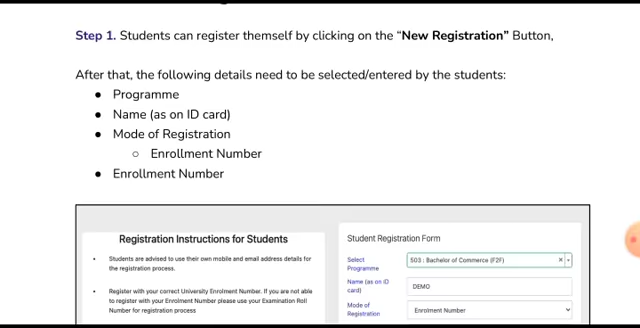 Step 1. Students can register themself by clicking on the “New Registration” Button,
After that, the following details need to be selected/entered by the students:
● Programme
● Name (as on ID card)
● Mode of Registration
○ Enrollment Number
● Enrollment Number
Registration Instructions for Students
• Students are advised to use their own mobile and email address details for
the registration process.
• Register with your correct University Enrolment Number. If you are not able
to register with your Enrolment Number please use your Examination Roll
Number for registration process
Student Registration Form
Select
Programme
503 : Bachelor of Commerce (F2F)
Name (as on ID
card)
DEMO
Mode of
Registration
Enrolment Number